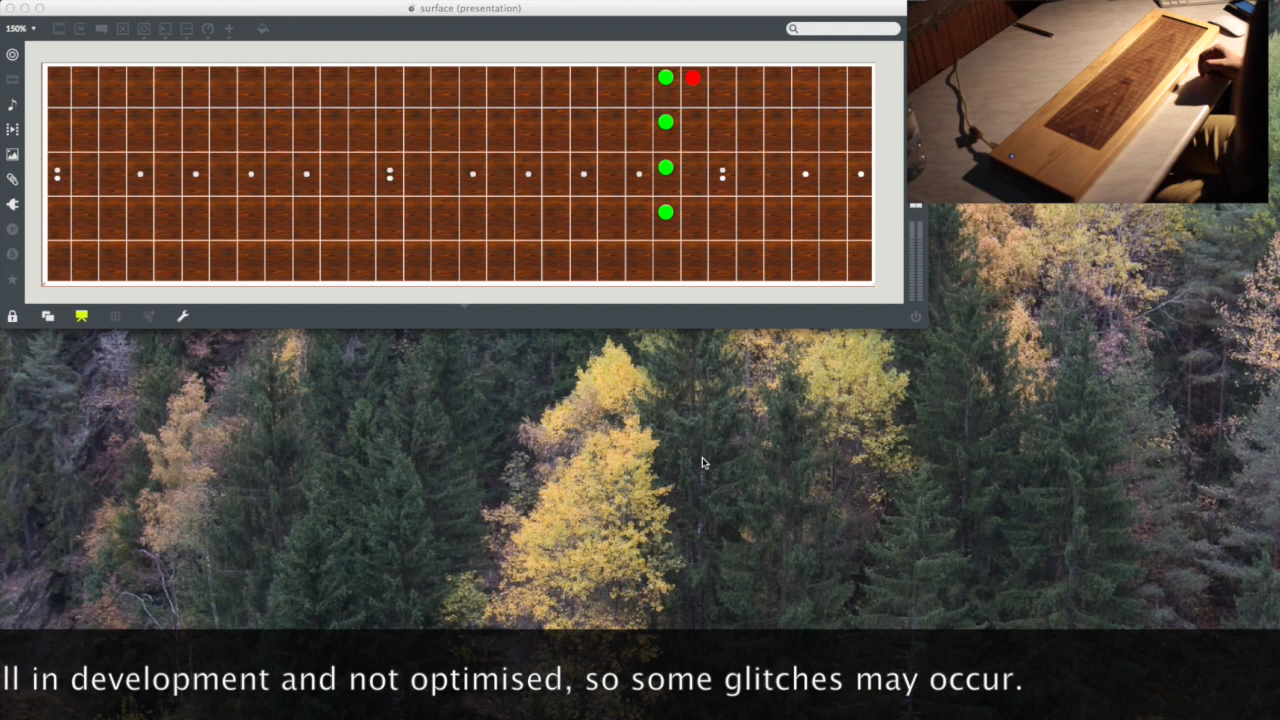 surface (presentation)
150%
ll in development and not optimised, so some glitches may occur.